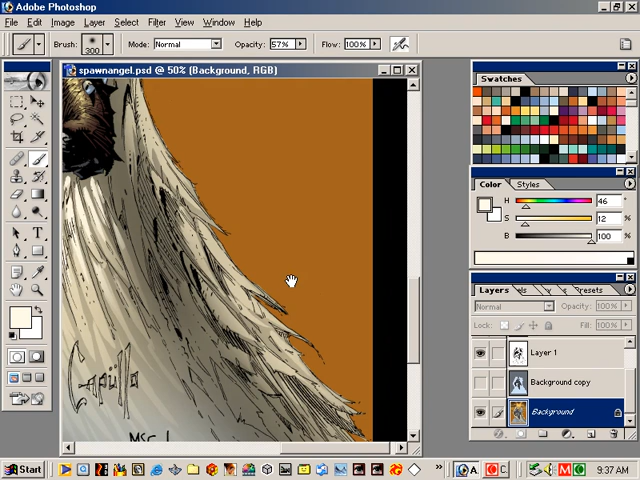 Adobe Photoshop
File Edit Image Layer Select Filter View Window Help
Brush: 300 Mode: Normal Opacity: 57% Flow: 100%
spawnangel.psd @ 50% (Background, RGB)
Swatches
Color Styles
H 46
S 12 %
B 100 %
Layers els resets
Normal Opacity: 100%
Lock: Fill: 100%
Layer 1
Background copy
Background
Capullo
Start
A. C.
9:37 AM